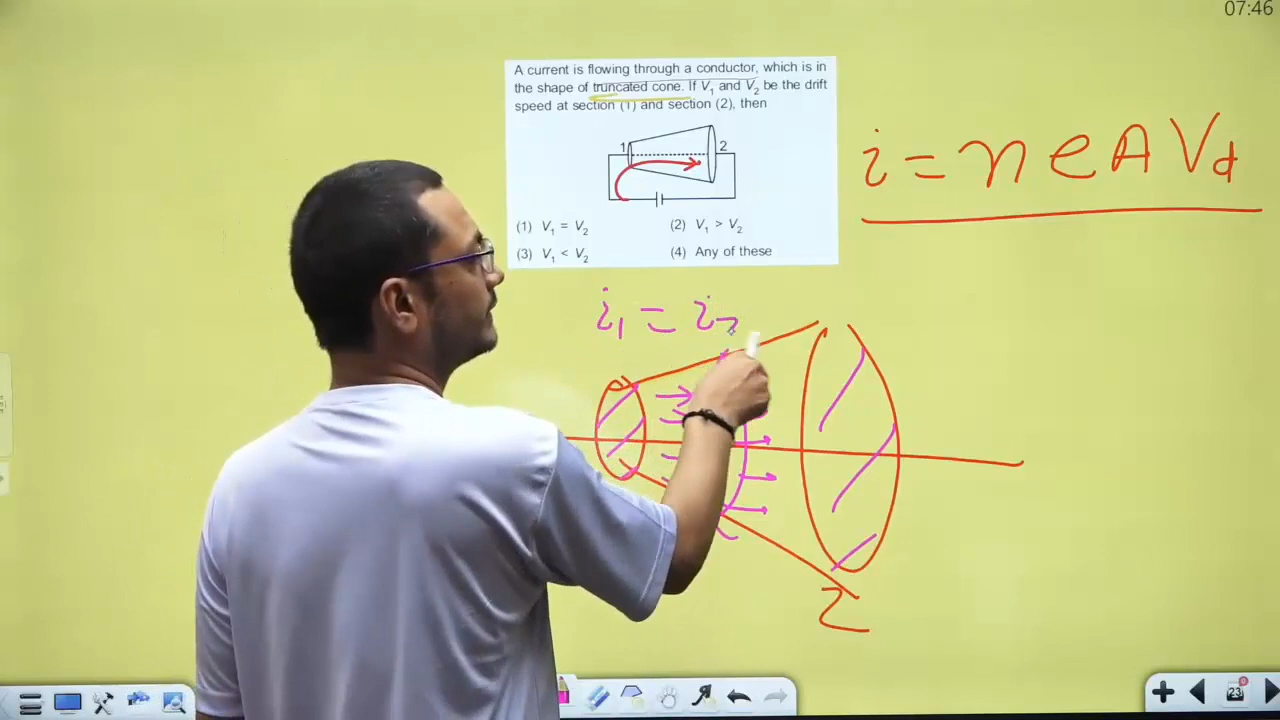 07:46
A current is flowing through a conductor, which is in
the shape of truncated cone. If V₁ and V₂ be the drift
speed at section (1) and section (2), then
1 2
(1) V₁ = V₂ (2) V₁ > V₂
(3) V₁ < V₂ (4) Any of these
i = n e A Vd
i₁ = i₂
2
23